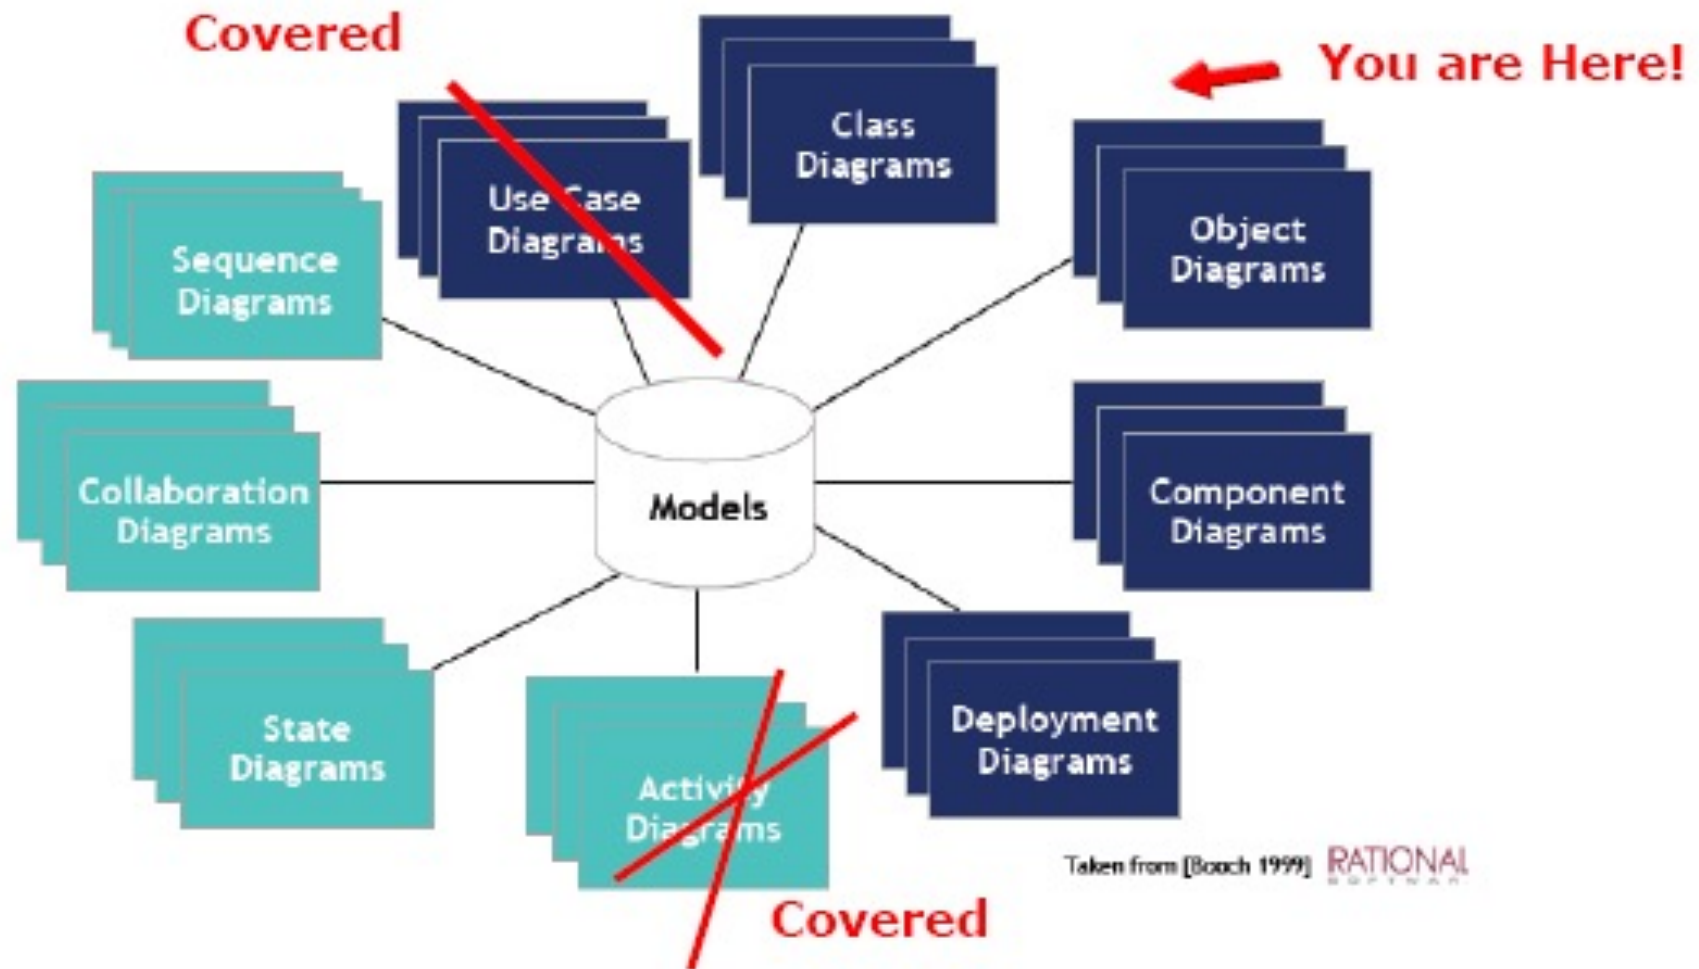 Covered
You are Here!
Class
Diagrams
Use Case
Diagrams
Object
Diagrams
Sequence
Diagrams
Collaboration
Diagrams
Models
Component
Diagrams
State
Diagrams
Activity
Diagrams
Deployment
Diagrams
Taken from [Booch 1999]
RATIONAL
SOFTWARE
Covered